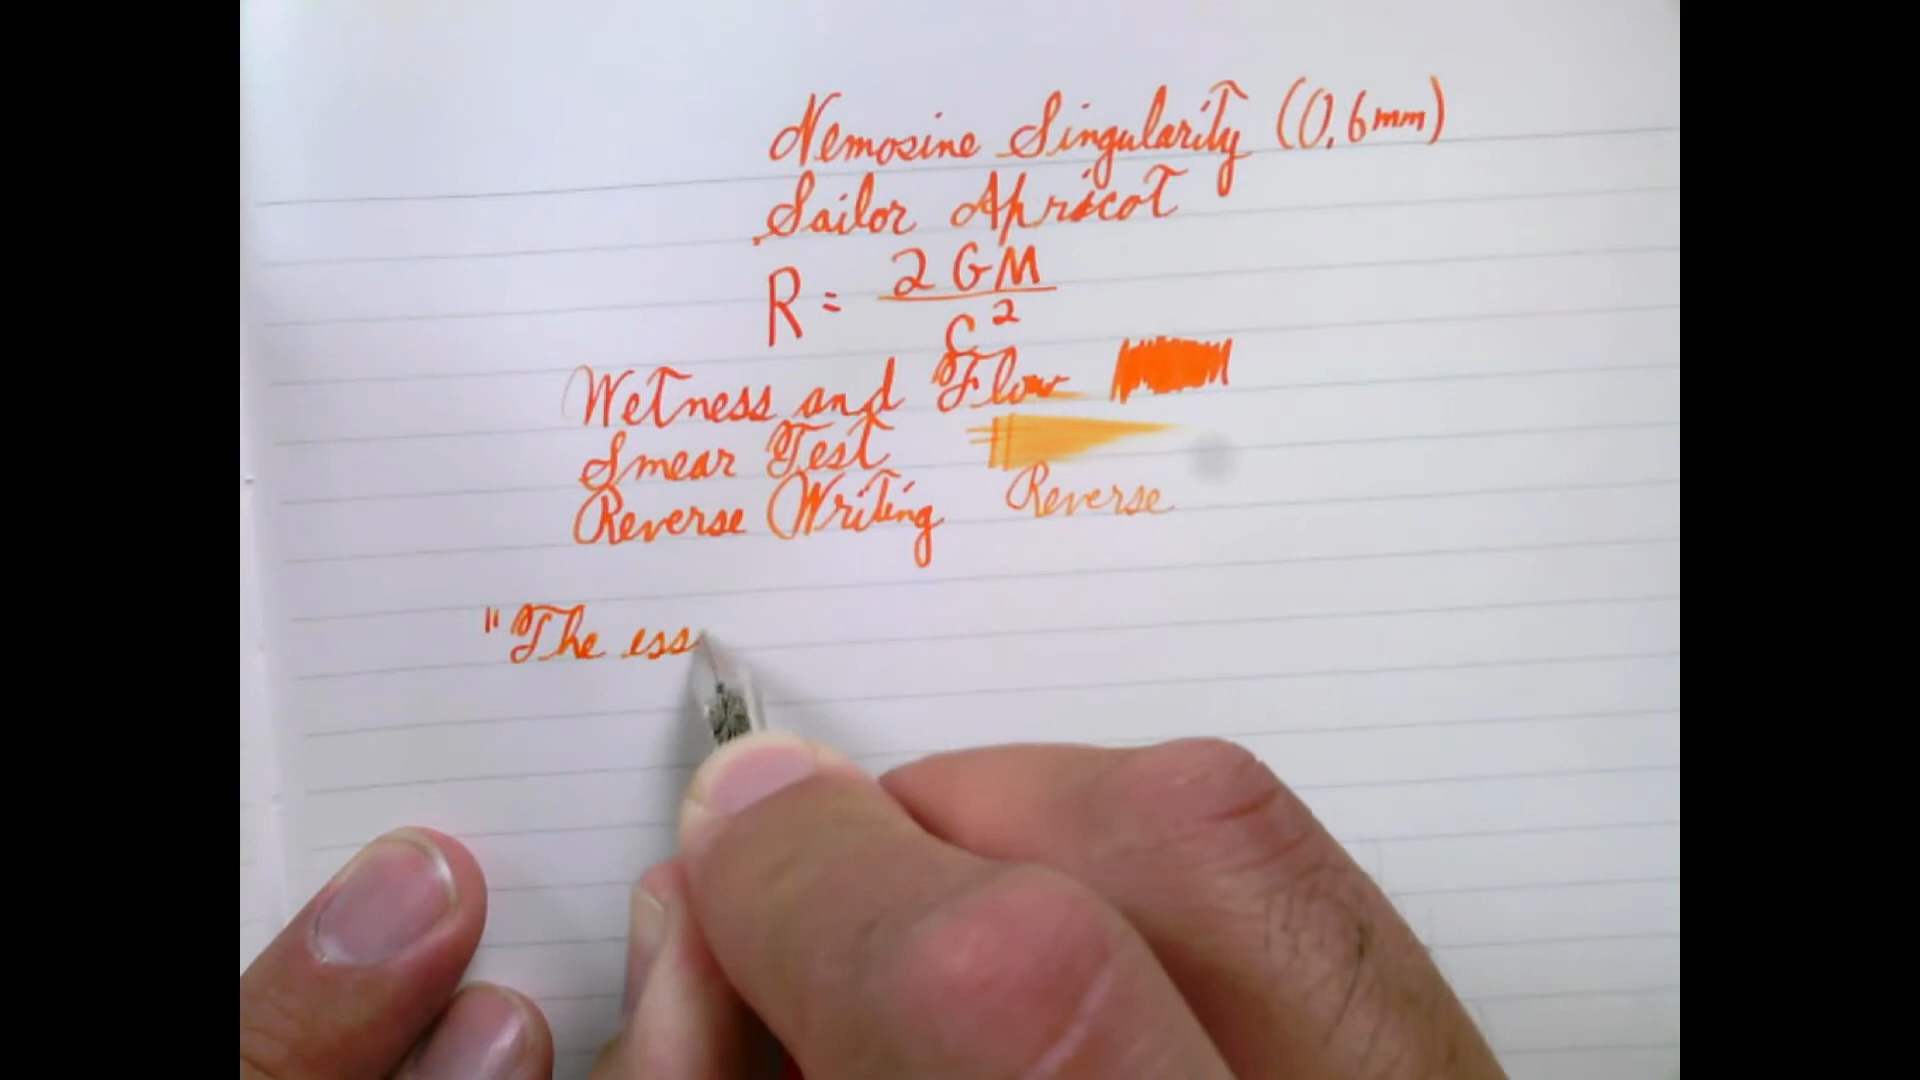 Nemosine Singularity (0.6mm)
Sailor Apricot
R = 2GM
c²
Wetness and Flow
Smear Test
Reverse Writing Reverse
"The ess